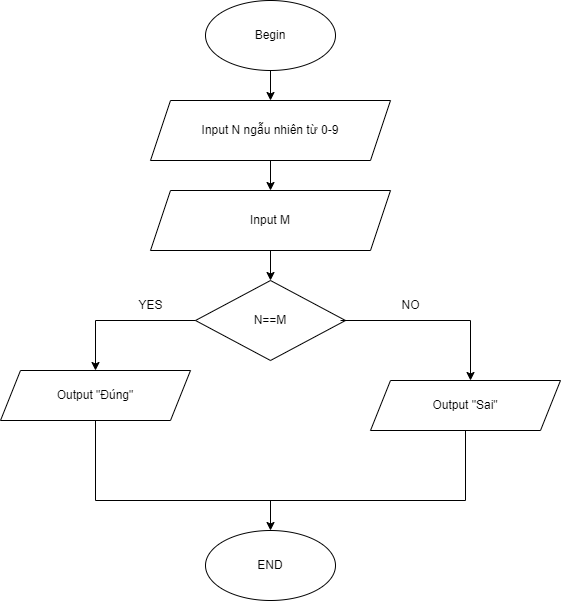 Begin
Input N ngẫu nhiên từ 0-9
Input M
N==M
YES
NO
Output "Đúng"
Output "Sai"
END